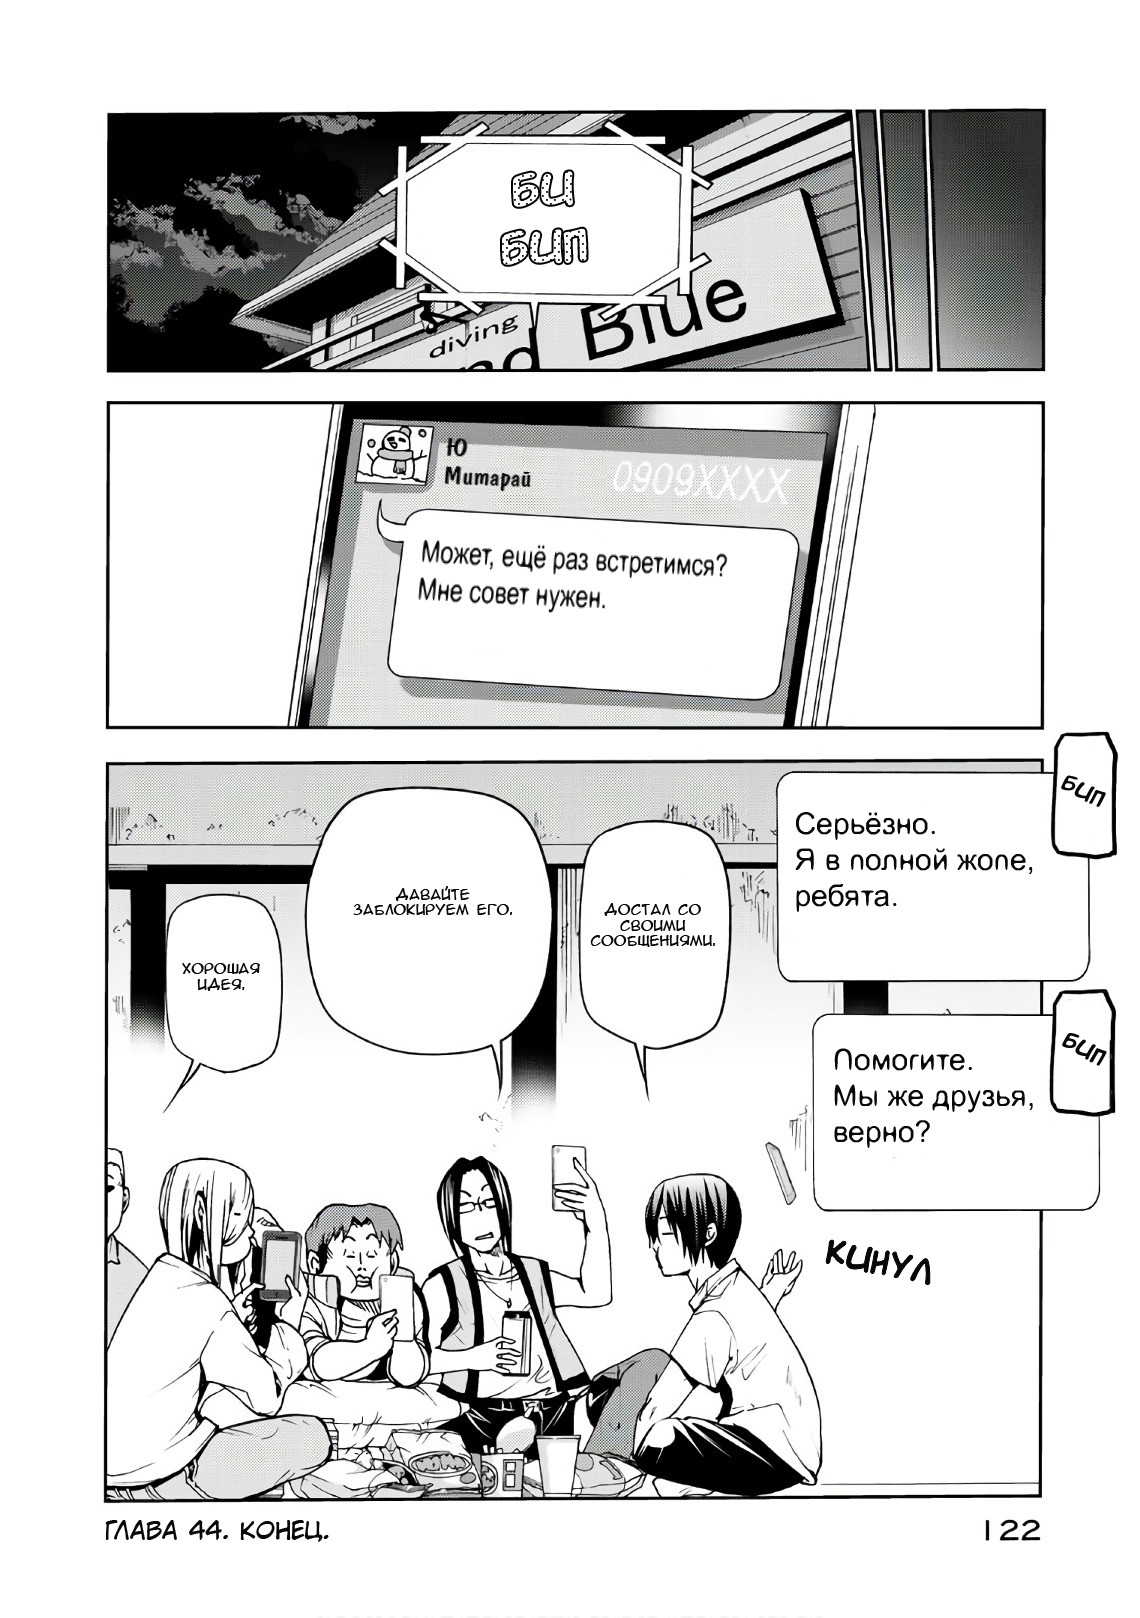 БИ
БИП
diving
nd Blue
Ю
Митарай
0909XXXX
Может, ещё раз встретимся?
Мне совет нужен.
БИП
Серьёзно.
Я в полной жопе,
ребята.
ДОСТАЛ СО
СВОИМИ
СООБЩЕНИЯМИ.
ДАВАЙТЕ
ЗАБЛОКИРУЕМ ЕГО.
ХОРОШАЯ
ИДЕЯ.
БИП
Помогите.
Мы же друзья,
верно?
КИНУЛ
ГЛАВА 44. КОНЕЦ.
122